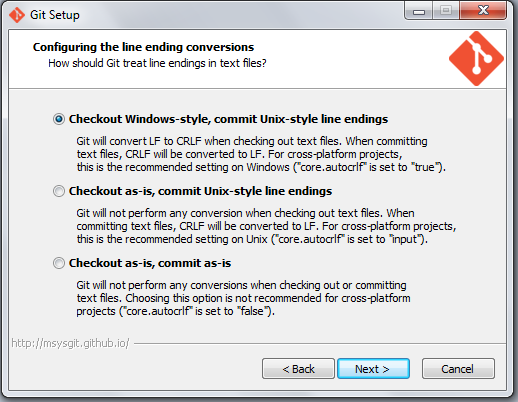 Git Setup
Configuring the line ending conversions
How should Git treat line endings in text files?
Checkout Windows-style, commit Unix-style line endings
Git will convert LF to CRLF when checking out text files. When committing
text files, CRLF will be converted to LF. For cross-platform projects,
this is the recommended setting on Windows ("core.autocrlf" is set to "true").
Checkout as-is, commit Unix-style line endings
Git will not perform any conversion when checking out text files. When
committing text files, CRLF will be converted to LF. For cross-platform projects,
this is the recommended setting on Unix ("core.autocrlf" is set to "input").
Checkout as-is, commit as-is
Git will not perform any conversions when checking out or committing
text files. Choosing this option is not recommended for cross-platform
projects ("core.autocrlf" is set to "false").
http://msysgit.github.io/
< Back
Next >
Cancel